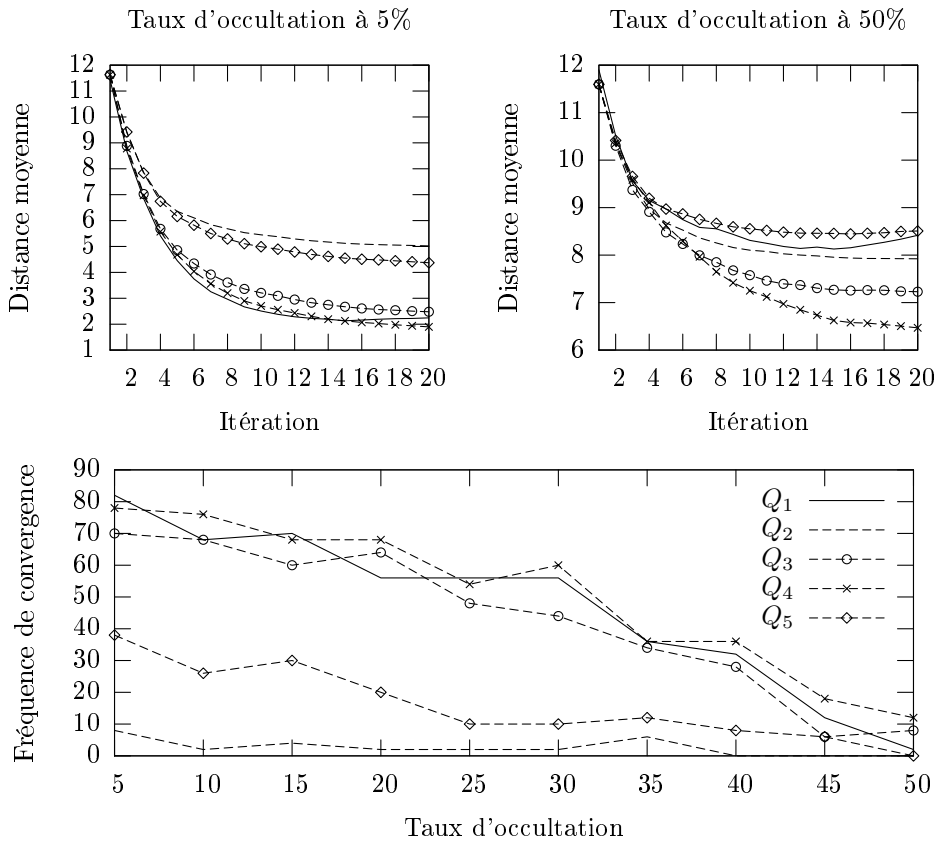 Taux d'occultation à 5%
Distance moyenne
12
11
10
9
8
7
6
5
4
3
2
1
2 4 6 8 10 12 14 16 18 20
Itération
Taux d'occultation à 50%
Distance moyenne
12
11
10
9
8
7
6
2 4 6 8 10 12 14 16 18 20
Itération
Fréquence de convergence
90
80
70
60
50
40
30
20
10
0
Q1
Q2
Q3
Q4
Q5
5 10 15 20 25 30 35 40 45 50
Taux d'occultation